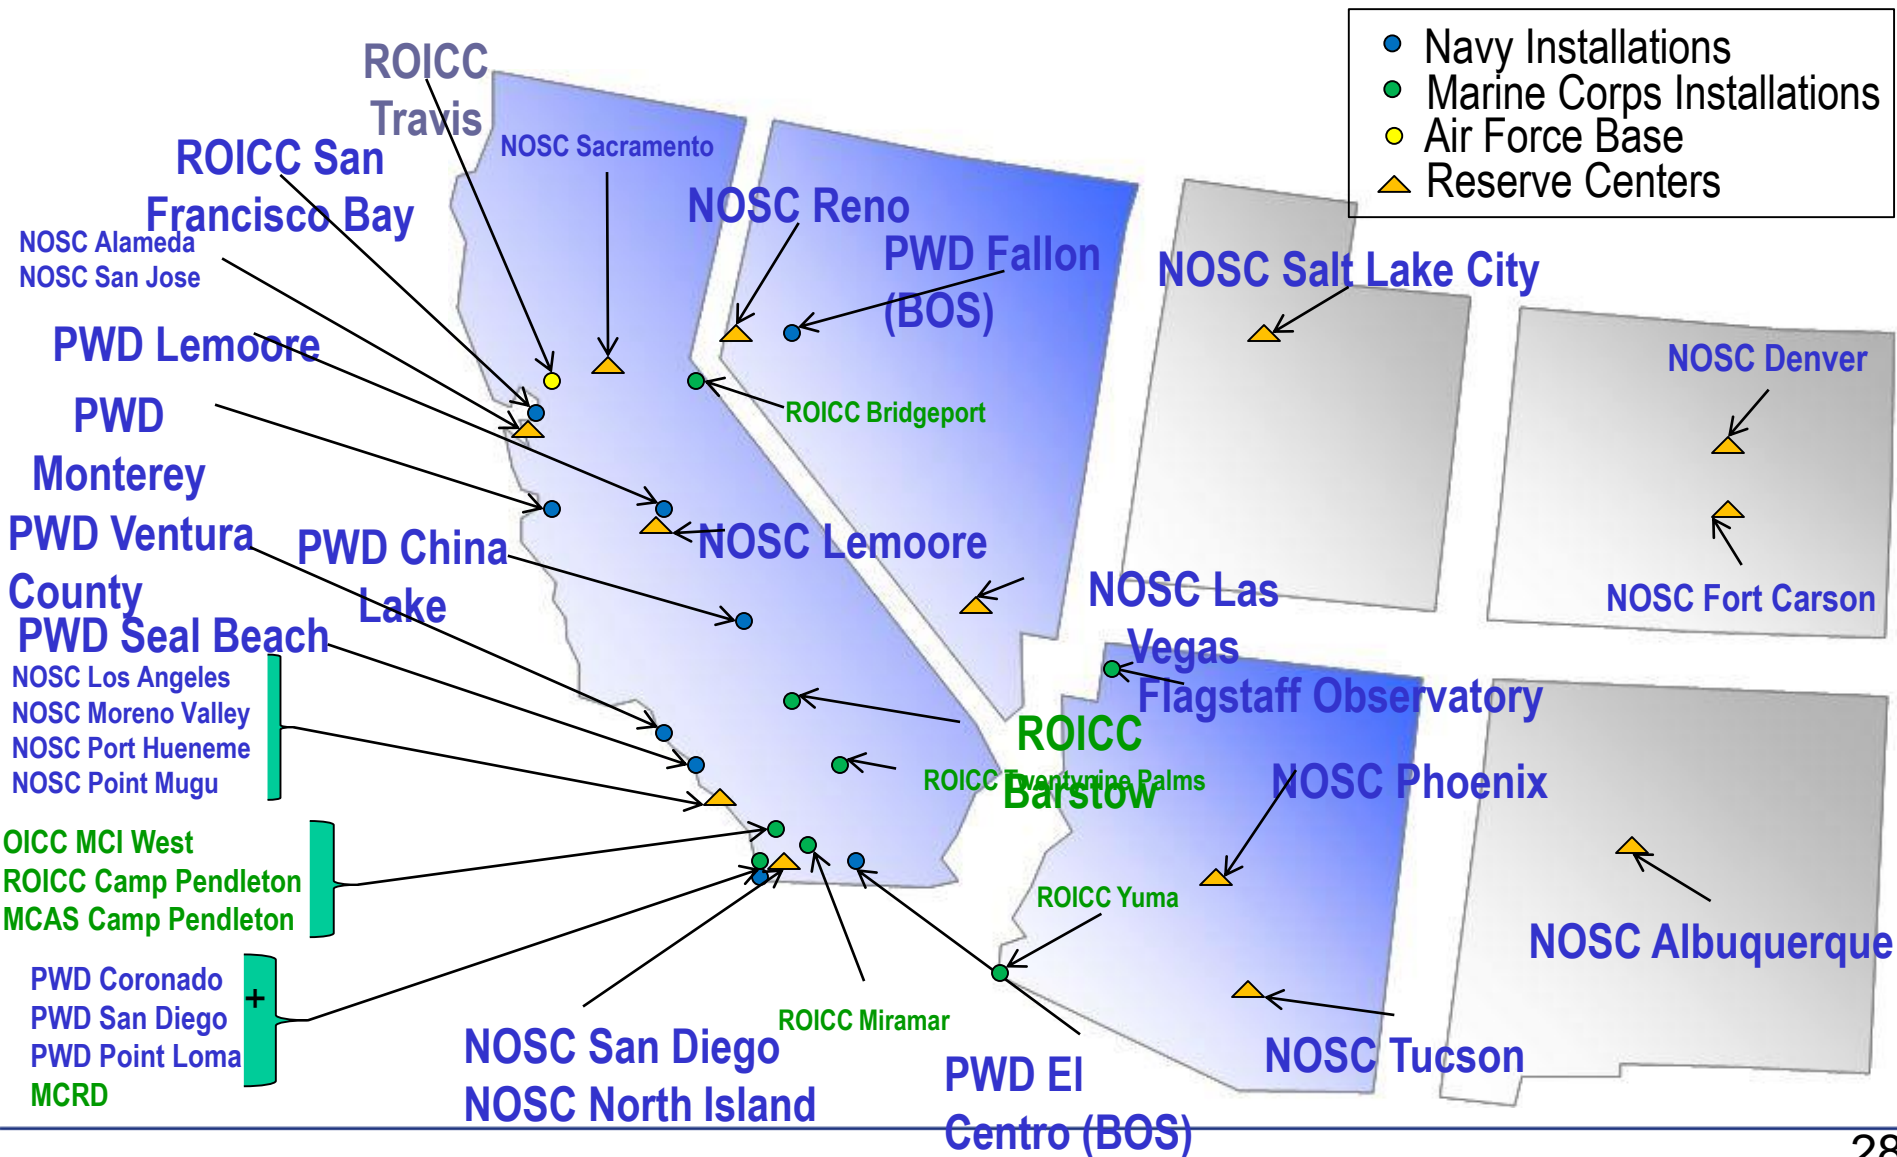 Navy Installations
Marine Corps Installations
Air Force Base
Reserve Centers
ROICC
Travis
NOSC Sacramento
ROICC San
Francisco Bay
NOSC Alameda
NOSC San Jose
NOSC Reno
PWD Fallon
(BOS)
NOSC Salt Lake City
PWD Lemoore
NOSC Denver
PWD
Monterey
ROICC Bridgeport
PWD Ventura
County
PWD China
Lake
NOSC Lemoore
NOSC Las
Vegas
NOSC Fort Carson
PWD Seal Beach
NOSC Los Angeles
NOSC Moreno Valley
NOSC Port Hueneme
NOSC Point Mugu
Flagstaff Observatory
ROICC
Barstow
ROICC Twentynine Palms
NOSC Phoenix
OICC MCI West
ROICC Camp Pendleton
MCAS Camp Pendleton
ROICC Yuma
NOSC Albuquerque
PWD Coronado
+
PWD San Diego
PWD Point Loma
MCRD
ROICC Miramar
NOSC San Diego
NOSC North Island
PWD El
Centro (BOS)
NOSC Tucson
28